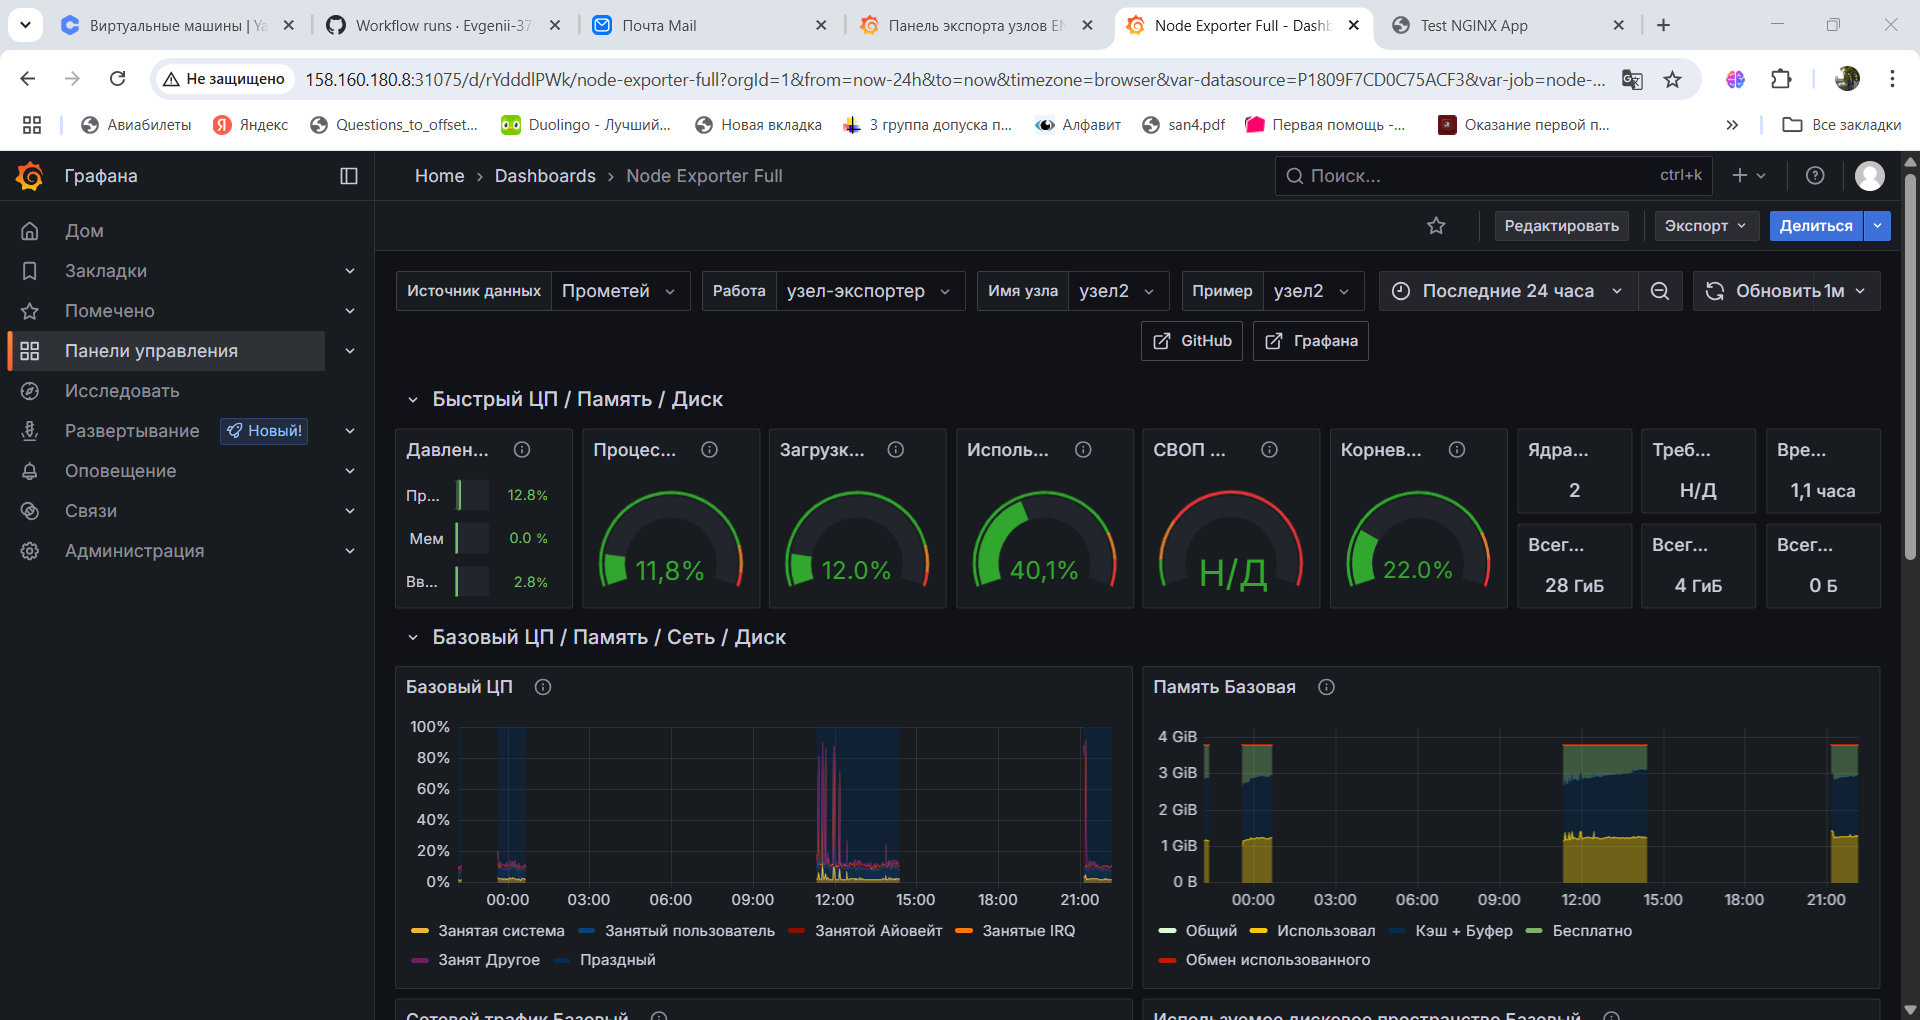 Виртуальные машины | Ya
Workflow runs · Evgenii-37
Почта Mail
Панель экспорта узлов EN
Node Exporter Full - Dashb
Test NGINX App
Не защищено
158.160.180.8:31075/d/rYdddlPWk/node-exporter-full?orgId=1&from=now-24h&to=now&timezone=browser&var-datasource=P1809F7CD0C75ACF3&var-job=node-...
Авиабилеты
Яндекс
Questions_to_offset...
Duolingo - Лучший...
Новая вкладка
3 группа допуска п...
Алфавит
san4.pdf
Первая помощь -...
Оказание первой п...
»
Все закладки
Графана
Home › Dashboards › Node Exporter Full
Поиск...
ctrl+k
Дом
Закладки
Помечено
Панели управления
Исследовать
Развертывание
Новый!
Оповещение
Связи
Администрация
Редактировать
Экспорт
Делиться
Источник данных
Прометей
Работа
узел-экспортер
Имя узла
узел2
Пример
узел2
Последние 24 часа
Обновить 1м
GitHub
Графана
Быстрый ЦП / Память / Диск
Давлен...
Пр...
12.8%
Мем
0.0 %
Вв...
2.8%
Процес...
11,8%
Загрузк...
12.0%
Исполь...
40,1%
СВОП ...
Н/Д
Корнев...
22.0%
Ядра...
2
Треб...
Н/Д
Вре...
1,1 часа
Всег...
28 ГиБ
Всег...
4 ГиБ
Всег...
0 Б
Базовый ЦП / Память / Сеть / Диск
Базовый ЦП
100%
80%
60%
40%
20%
0%
00:00
03:00
06:00
09:00
12:00
15:00
18:00
21:00
Занятая система
Занятый пользователь
Занятой Айовейт
Занятые IRQ
Занят Другое
Праздный
Память Базовая
4 GiB
3 GiB
2 GiB
1 GiB
0 B
00:00
03:00
06:00
09:00
12:00
15:00
18:00
21:00
Общий
Использовал
Кэш + Буфер
Бесплатно
Обмен использованного
Сетевой трафик Базовый
Используемое дисковое пространство Базовый